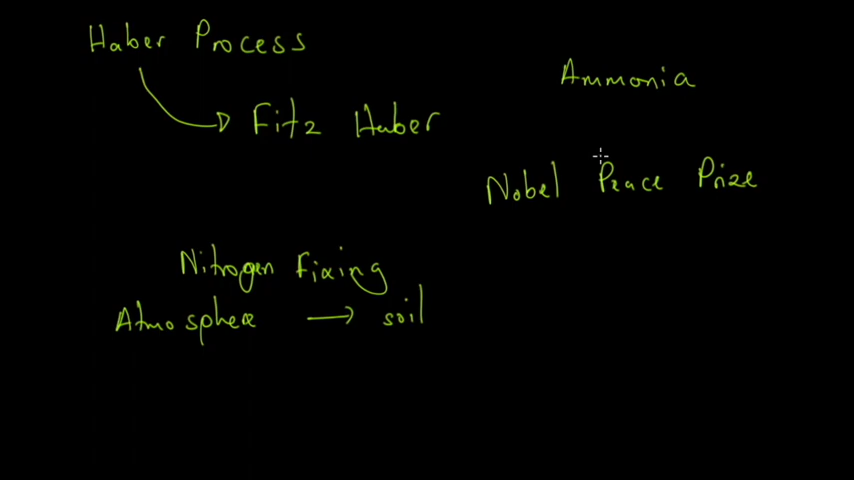 Haber Process
Ammonia
Fitz Haber
Nobel Peace Prize
Nitrogen Fixing
Atmosphere → soil